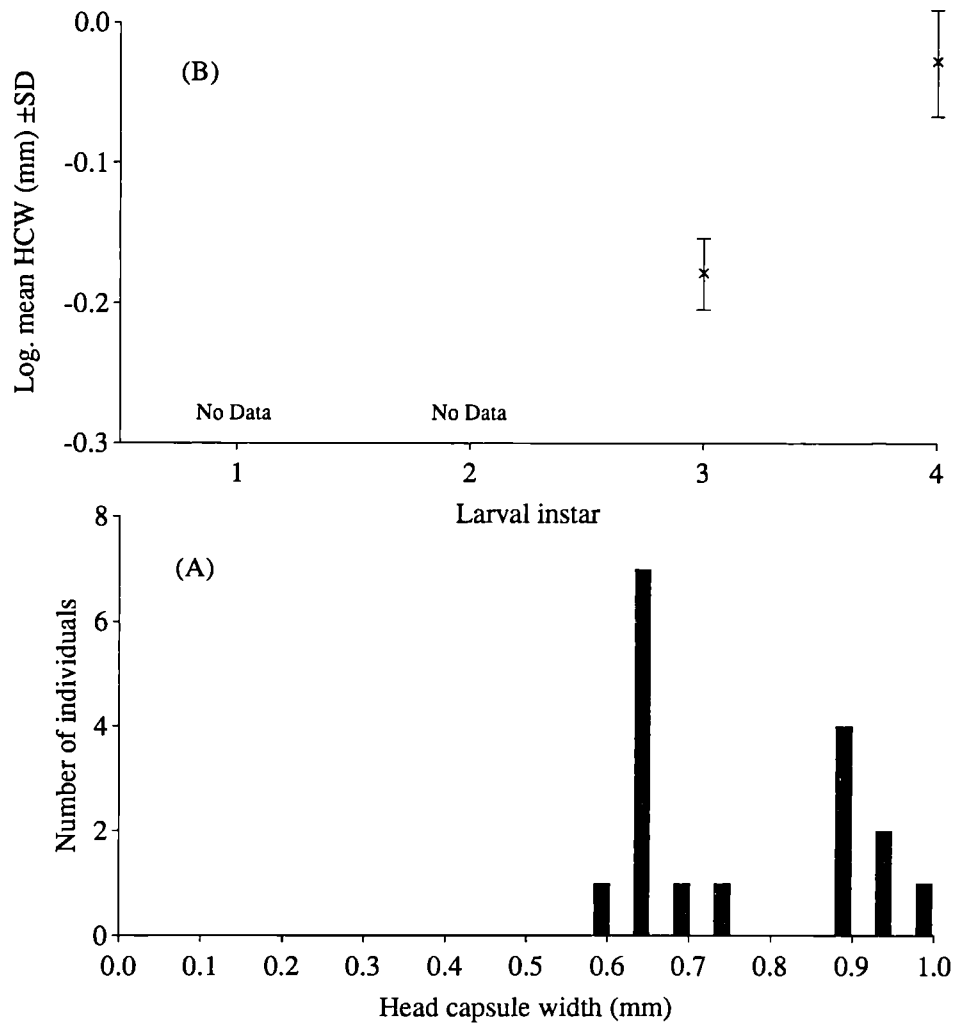 0.0
(B)
-0.1
-0.2
-0.3
Log. mean HCW (mm) ±SD
No Data
No Data
1 2 3 4
Larval instar
8
(A)
6
4
2
0
Number of individuals
0.0 0.1 0.2 0.3 0.4 0.5 0.6 0.7 0.8 0.9 1.0
Head capsule width (mm)